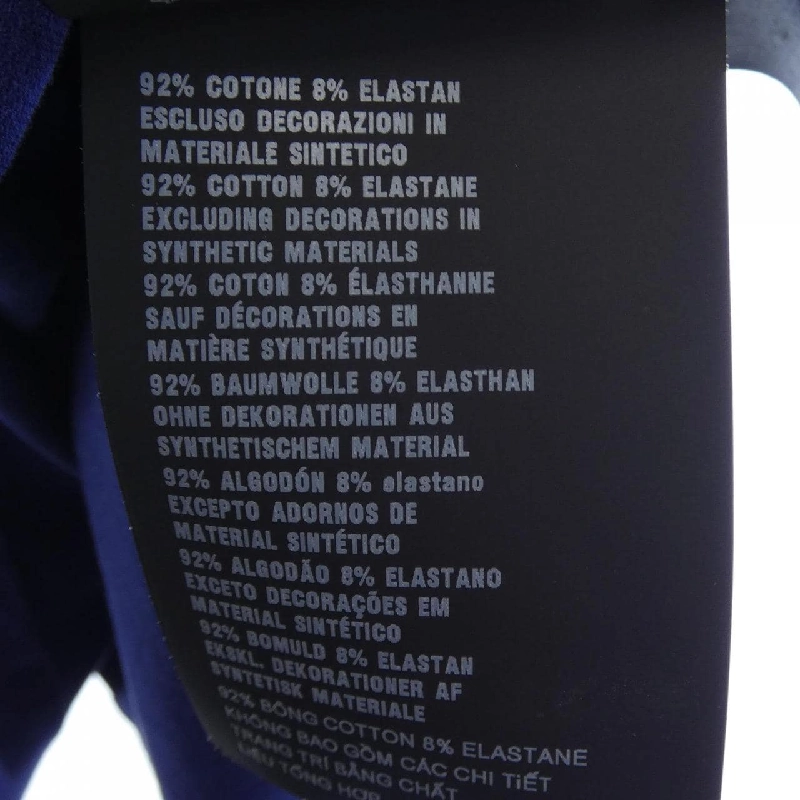 92% COTONE 8% ELASTAN
ESCLUSO DECORAZIONI IN
MATERIALE SINTETICO
92% COTTON 8% ELASTANE
EXCLUDING DECORATIONS IN
SYNTHETIC MATERIALS
92% COTON 8% ÉLASTHANNE
SAUF DÉCORATIONS EN
MATIÈRE SYNTHÉTIQUE
92% BAUMWOLLE 8% ELASTHAN
OHNE DEKORATIONEN AUS
SYNTHETISCHEM MATERIAL
92% ALGODÓN 8% elastano
EXCEPTO ADORNOS DE
MATERIAL SINTÉTICO
92% ALGODÃO 8% ELASTANO
EXCETO DECORAÇÕES EM
MATERIAL SINTÉTICO
92% BOMULD 8% ELASTAN
EKSKL. DEKORATIONER AF
SYNTETISK MATERIALE
92% BÔNG COTTON 8% ELASTANE
KHÔNG BAO GỒM CÁC CHI TIẾT
TRANG TRÍ BẰNG CHẤT
LIỆU TỔNG HỢP